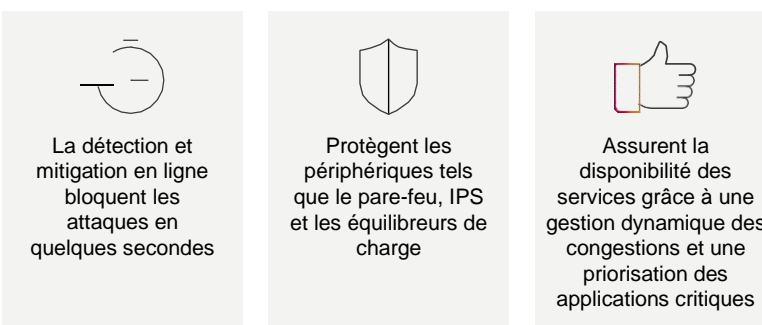 La détection et
mitigation en ligne
bloquent les
attaques en
quelques secondes
Protègent les
périphériques tels
que le pare-feu, IPS
et les équilibreurs de
charge
Assurent la
disponibilité des
services grâce à une
gestion dynamique des
congestions et une
priorisation des
applications critiques